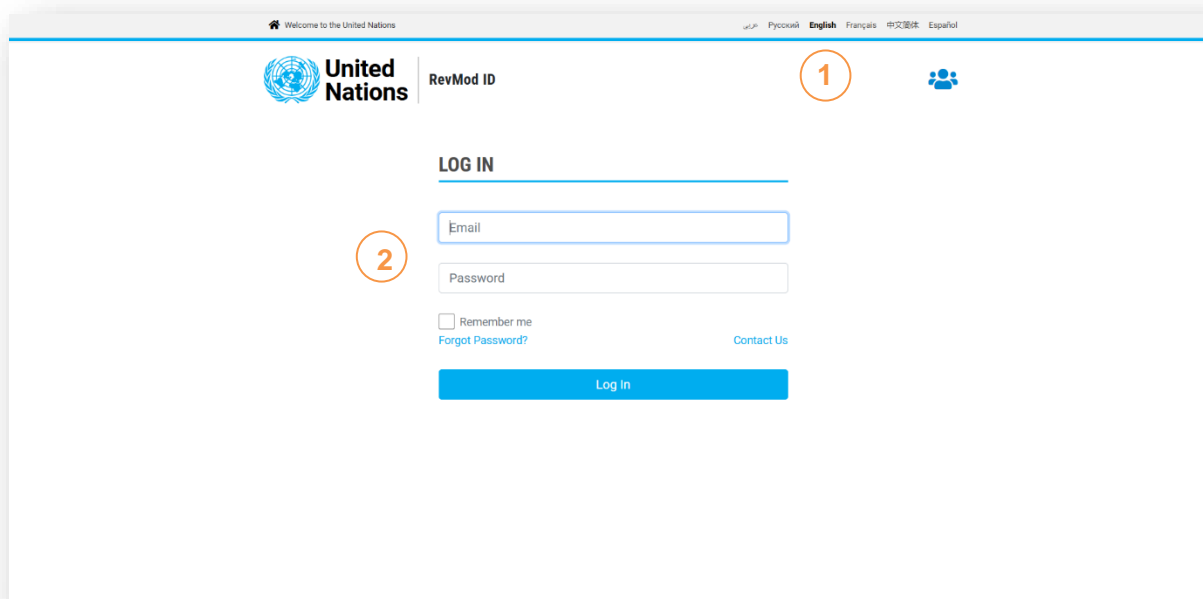 Welcome to the United Nations
عربي Русский English Français 中文简体 Español
United Nations
RevMod ID
1
LOG IN
Email
2
Password
Remember me
Forgot Password? Contact Us
Log In